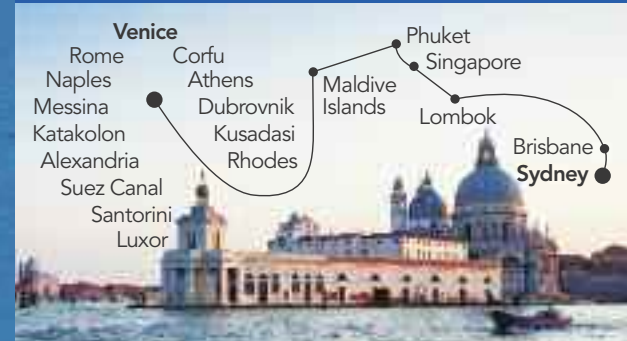 Venice
Rome
Naples
Messina
Katakolon
Alexandria
Suez Canal
Santorini
Luxor
Corfu
Athens
Dubrovnik
Kusadasi
Rhodes
Maldive
Islands
Phuket
Singapore
Lombok
Brisbane
Sydney